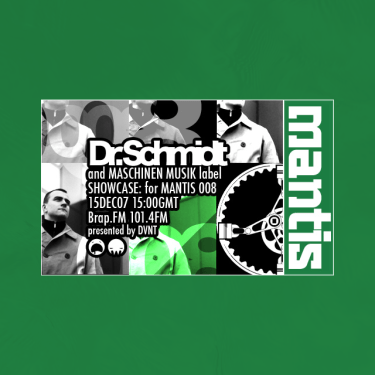 Dr.Schmidt
and MASCHINEN MUSIK label
SHOWCASE: for MANTIS 008
15DEC07 15:00GMT
Brap.FM 101.4FM
presented by DVNT
mantis